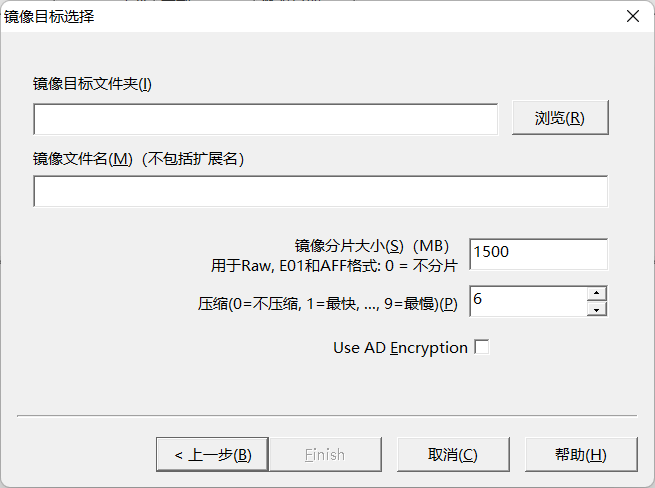 镜像目标选择
镜像目标文件夹(I)
浏览(R)
镜像文件名(M)（不包括扩展名）
镜像分片大小(S)（MB）
1500
用于Raw, E01和AFF格式: 0 = 不分片
压缩(0=不压缩, 1=最快, ..., 9=最慢)(P)
6
Use AD Encryption
< 上一步(B)
Finish
取消(C)
帮助(H)